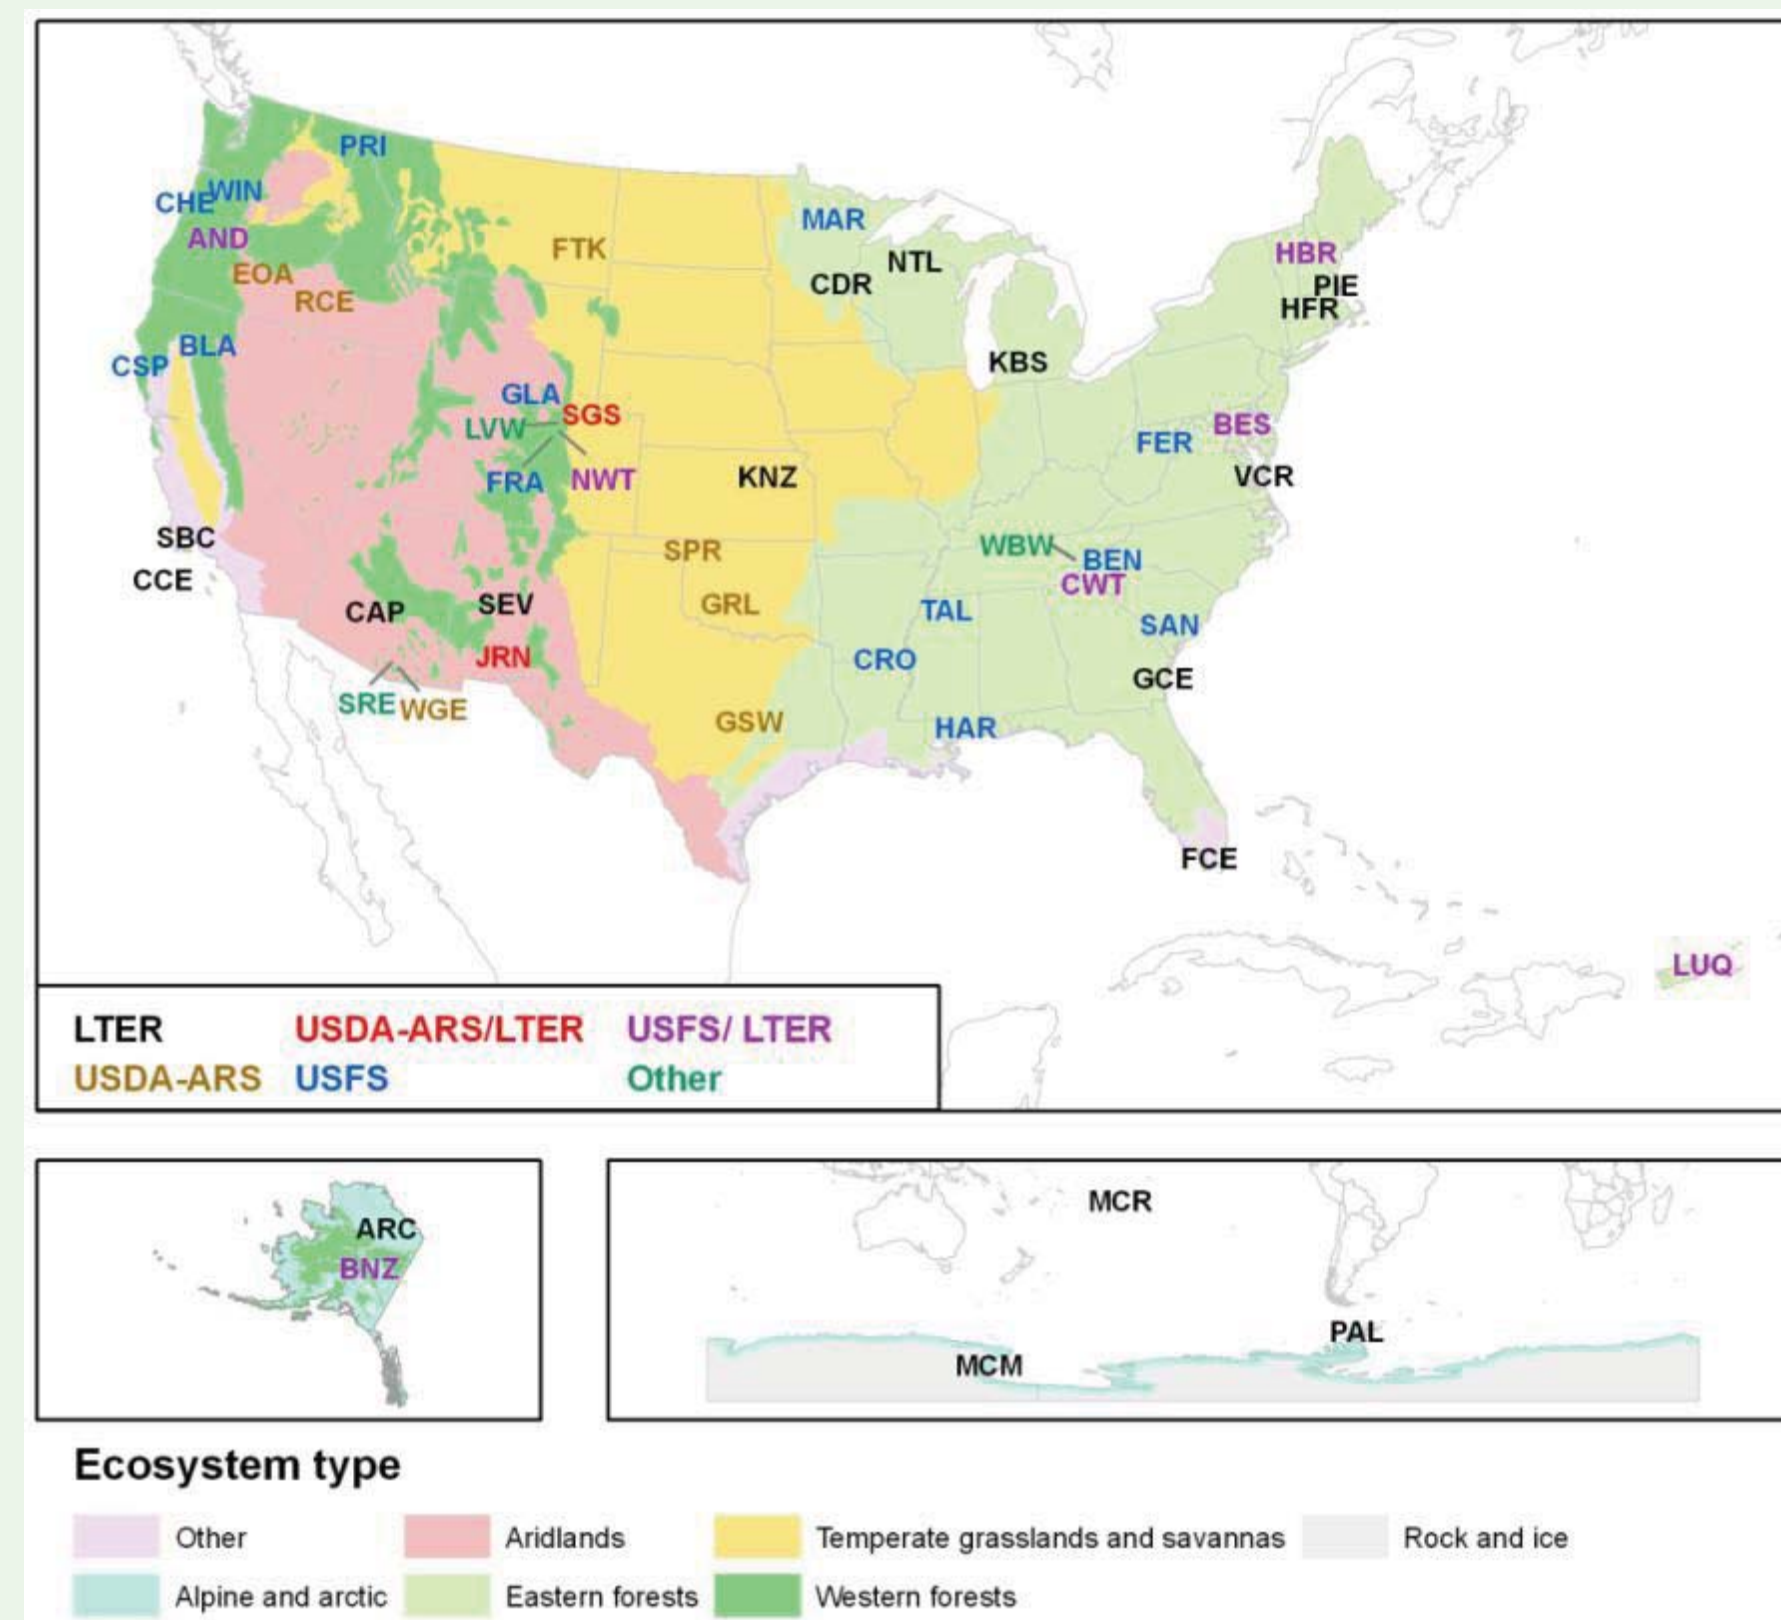 PRI
WIN
CHE
MAR
AND
FTK
HBR
NTL
EOA
CDR
PIE
RCE
HFR
BLA
CSP
KBS
GLA
SGS
LVW
BES
FER
FRA
NWT
KNZ
VCR
SBC
WBW
SPR
BEN
CCE
CWT
CAP
SEV
GRL
TAL
SAN
JRN
CRO
GCE
SRE
WGE
GSW
HAR
FCE
LUQ
LTER USDA-ARS/LTER USFS/ LTER
USDA-ARS USFS Other
ARC
BNZ
MCR
PAL
MCM
Ecosystem type
Other Aridlands Temperate grasslands and savannas Rock and ice
Alpine and arctic Eastern forests Western forests